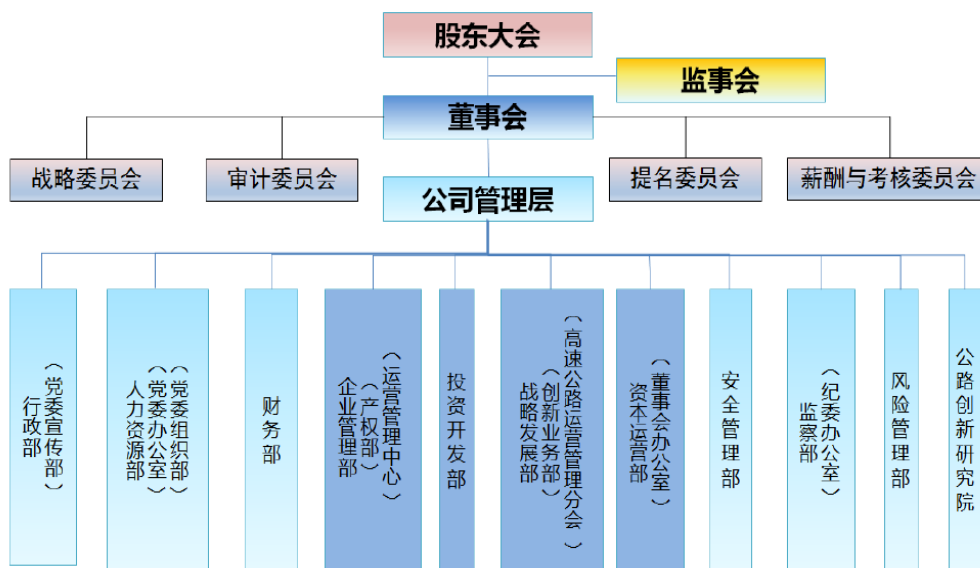 股东大会
监事会
董事会
战略委员会
审计委员会
提名委员会
薪酬与考核委员会
公司管理层
行政部
（党委宣传部）
人力资源部
（党委办公室）
（党委组织部）
财务部
企业管理部
（产权部）
（运营管理中心）
投资开发部
战略发展部
（创新业务部）
（高速公路运营管理分会）
资本运营部
（董事会办公室）
安全管理部
监察部
（纪委办公室）
风险管理部
公路创新研究院